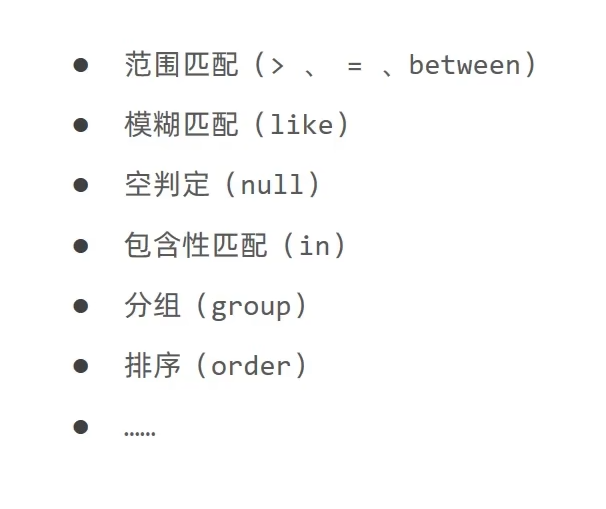 ● 范围匹配（> 、 = 、between）
● 模糊匹配（like）
● 空判定（null）
● 包含性匹配（in）
● 分组（group）
● 排序（order）
● ……